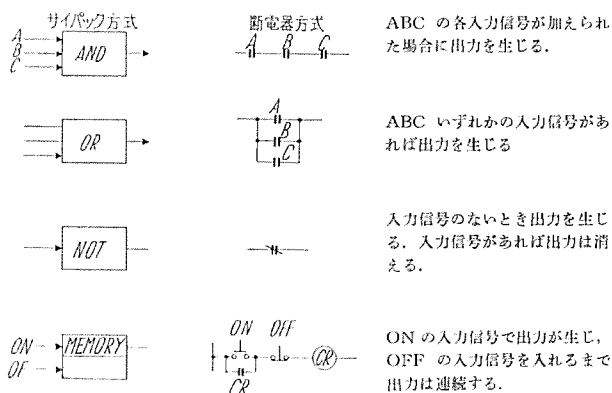 サイパック方式
断電器方式
A
B
C
AND
A B C
ABC の各入力信号が加えられ
た場合に出力を生じる.
OR
A
B
C
ABC いずれかの入力信号があ
れば出力を生じる
NOT
入力信号のないとき出力を生じ
る. 入力信号があれば出力は消
える.
ON
OF
MEMORY
ON OFF
CR
CR
ON の入力信号で出力が生じ,
OFF の入力信号を入れるまで
出力は連続する.